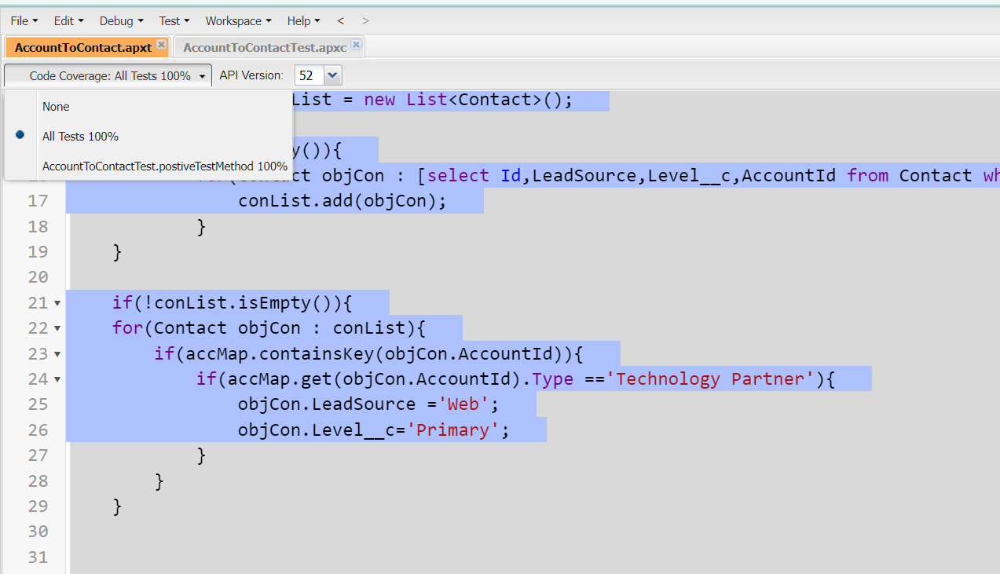 File Edit Debug Test Workspace Help < >
AccountToContact.apxt AccountToContactTest.apxc
Code Coverage: All Tests 100% API Version: 52
None
All Tests 100%
AccountToContactTest.postiveTestMethod 100%
List = new List<Contact>();
y()){
objCon : [select Id,LeadSource,Level__c,AccountId from Contact wh
17 conList.add(objCon);
18 }
19 }
20
21 if(!conList.isEmpty()){
22 for(Contact objCon : conList){
23 if(accMap.containsKey(objCon.AccountId)){
24 if(accMap.get(objCon.AccountId).Type =='Technology Partner'){
25 objCon.LeadSource ='Web';
26 objCon.Level__c='Primary';
27 }
28 }
29 }
30
31